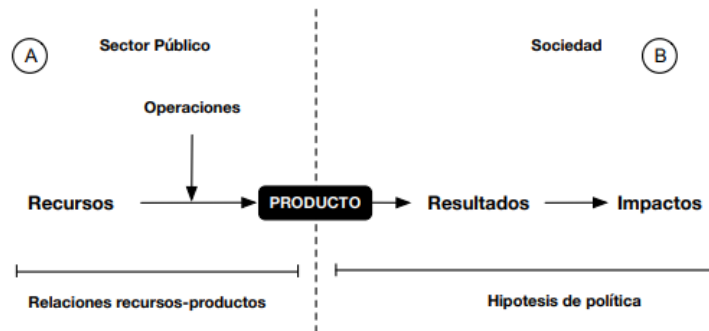 A
Sector Público
Sociedad
B
Operaciones
Recursos
PRODUCTO
Resultados
Impactos
Relaciones recursos-productos
Hipotesis de política